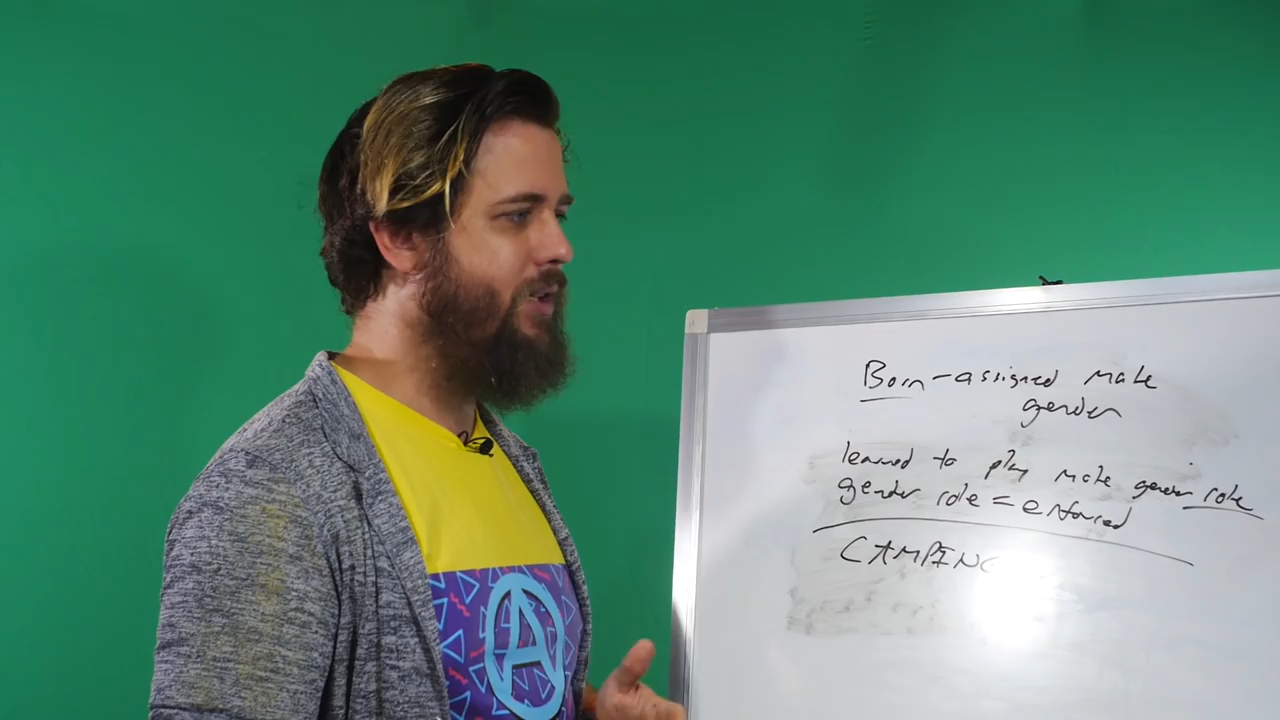 Born - assigned male
gender
learned to play male gender role
gender role = enforced
CAMPING
A